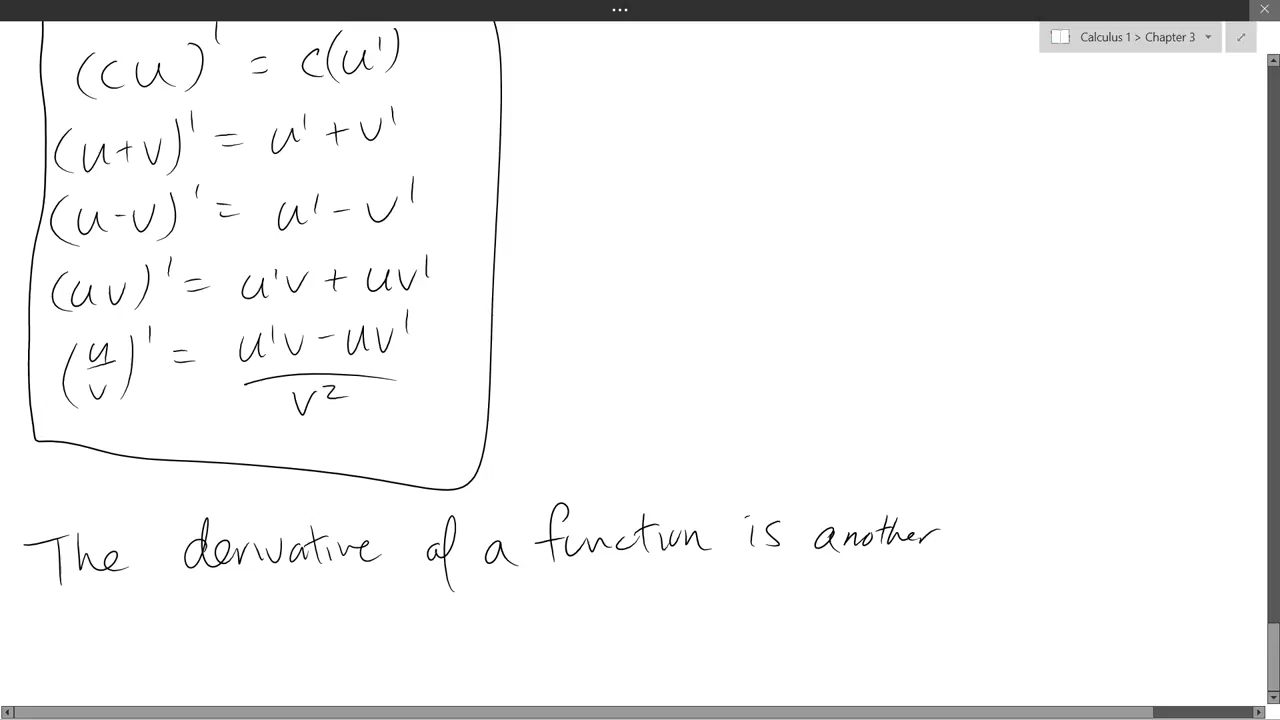 ...
Calculus 1 > Chapter 3
(cu)' = c(u')
(u+v)' = u' + v'
(u-v)' = u' - v'
(uv)' = u'v + uv'
(u/v)' = (u'v - uv')/v²
The derivative of a function is another